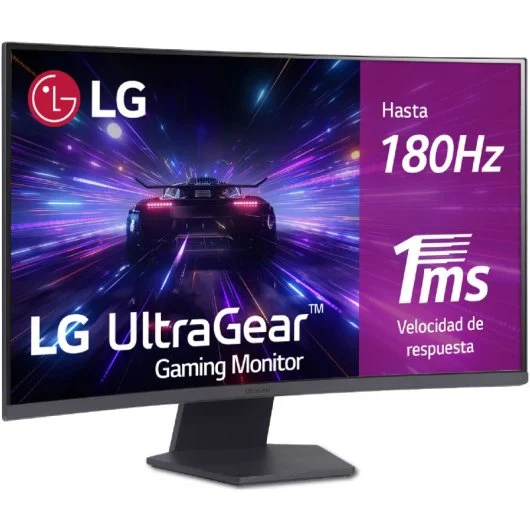 LG
LG UltraGear™
Gaming Monitor
Hasta
180Hz
1ms
Velocidad de
respuesta